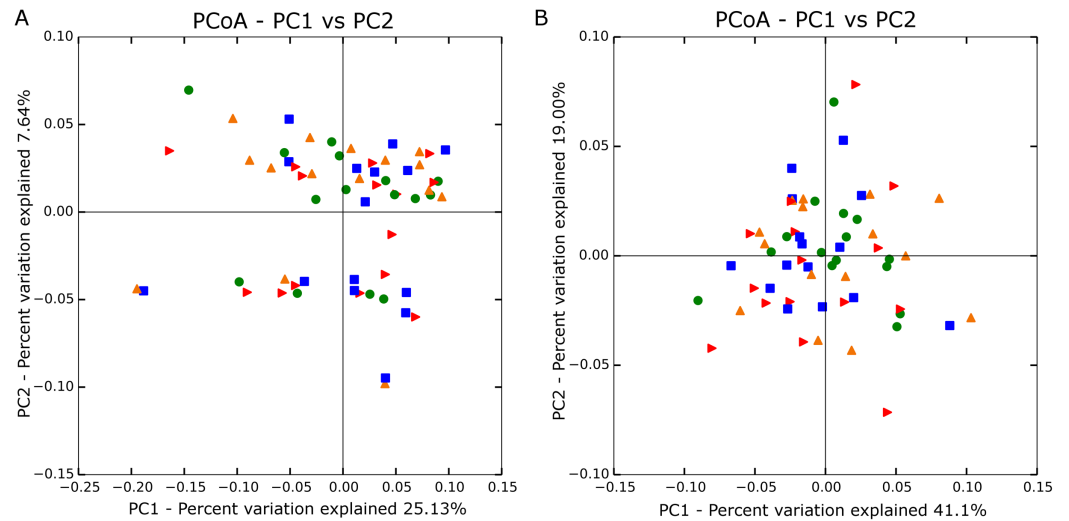 A
PCoA - PC1 vs PC2
0.10
0.05
0.00
−0.05
−0.10
−0.15
PC2 - Percent variation explained 7.64%
−0.25 −0.20 −0.15 −0.10 −0.05 0.00 0.05 0.10 0.15
PC1 - Percent variation explained 25.13%
B
PCoA - PC1 vs PC2
0.10
0.05
0.00
−0.05
−0.10
PC2 - Percent variation explained 19.00%
−0.15 −0.10 −0.05 0.00 0.05 0.10 0.15
PC1 - Percent variation explained 41.1%